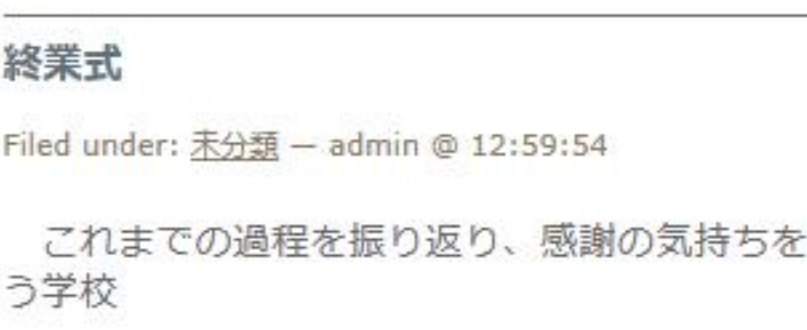 終業式
Filed under: 未分類 — admin @ 12:59:54
これまでの過程を振り返り、感謝の気持ちを
う学校